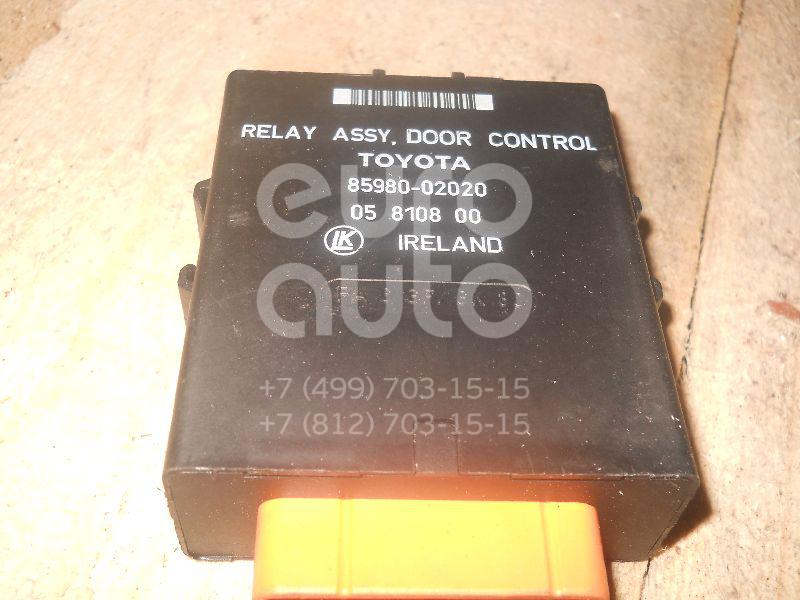 RELAY ASSY, DOOR CONTROL
TOYOTA
85980-02020
05 8108 00
LK IRELAND
euro
auto
+7 (499) 703-15-15
+7 (812) 703-15-15